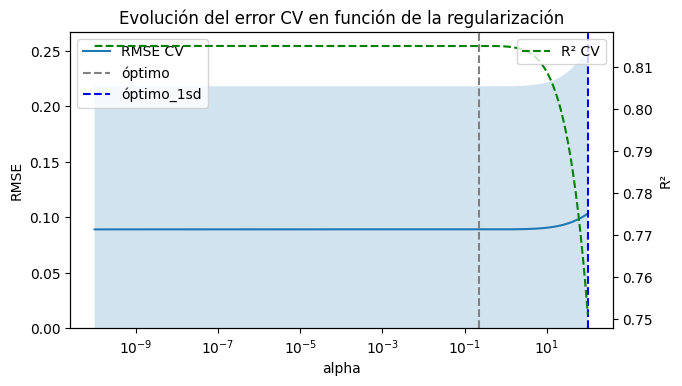 Evolución del error CV en función de la regularización
0.25
0.20
0.15
0.10
0.05
0.00
RMSE
RMSE CV
óptimo
óptimo_1sd
R² CV
0.81
0.80
0.79
0.78
0.77
0.76
0.75
R²
10⁻⁹ 10⁻⁷ 10⁻⁵ 10⁻³ 10⁻¹ 10¹
alpha